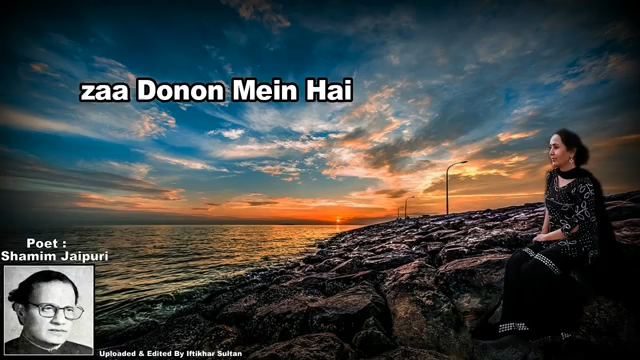 zaa Donon Mein Hai
Poet :
Shamim Jaipuri
Uploaded & Edited By Iftikhar Sultan